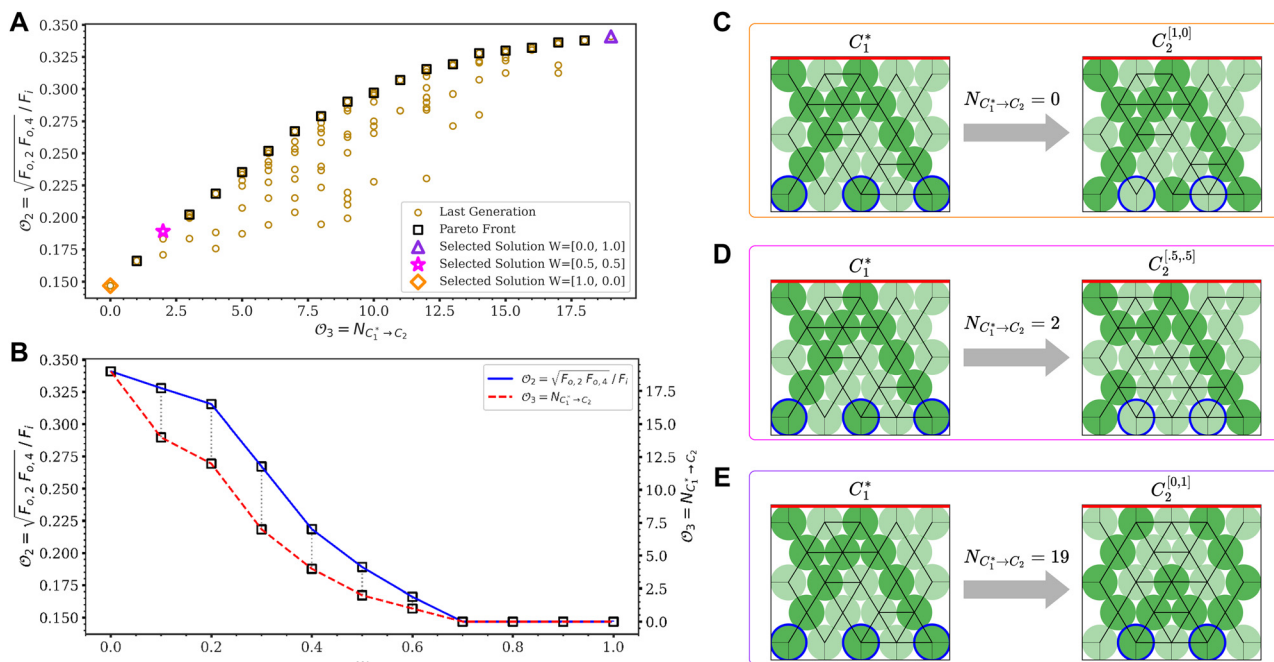 A
O₂ = √F_{o,2} F_{o,4} / F_i
0.350
0.325
0.300
0.275
0.250
0.225
0.200
0.175
0.150
0.0 2.5 5.0 7.5 10.0 12.5 15.0 17.5
O₃ = N_{C₁*→C₂}
Last Generation
Pareto Front
Selected Solution W=[0.0, 1.0]
Selected Solution W=[0.5, 0.5]
Selected Solution W=[1.0, 0.0]
B
O₂ = √F_{o,2} F_{o,4} / F_i
0.350
0.325
0.300
0.275
0.250
0.225
0.200
0.175
0.150
O₂ = √F_{o,2} F_{o,4} / F_i
O₃ = N_{C₁*→C₂}
17.5
15.0
12.5
10.0
7.5
5.0
2.5
0.0
O₃ = N_{C₁*→C₂}
0.0 0.2 0.4 0.6 0.8 1.0
C
C₁*
N_{C₁*→C₂} = 0
C₂^{[1,0]}
D
C₁*
N_{C₁*→C₂} = 2
C₂^{[.5,.5]}
E
C₁*
N_{C₁*→C₂} = 19
C₂^{[0,1]}